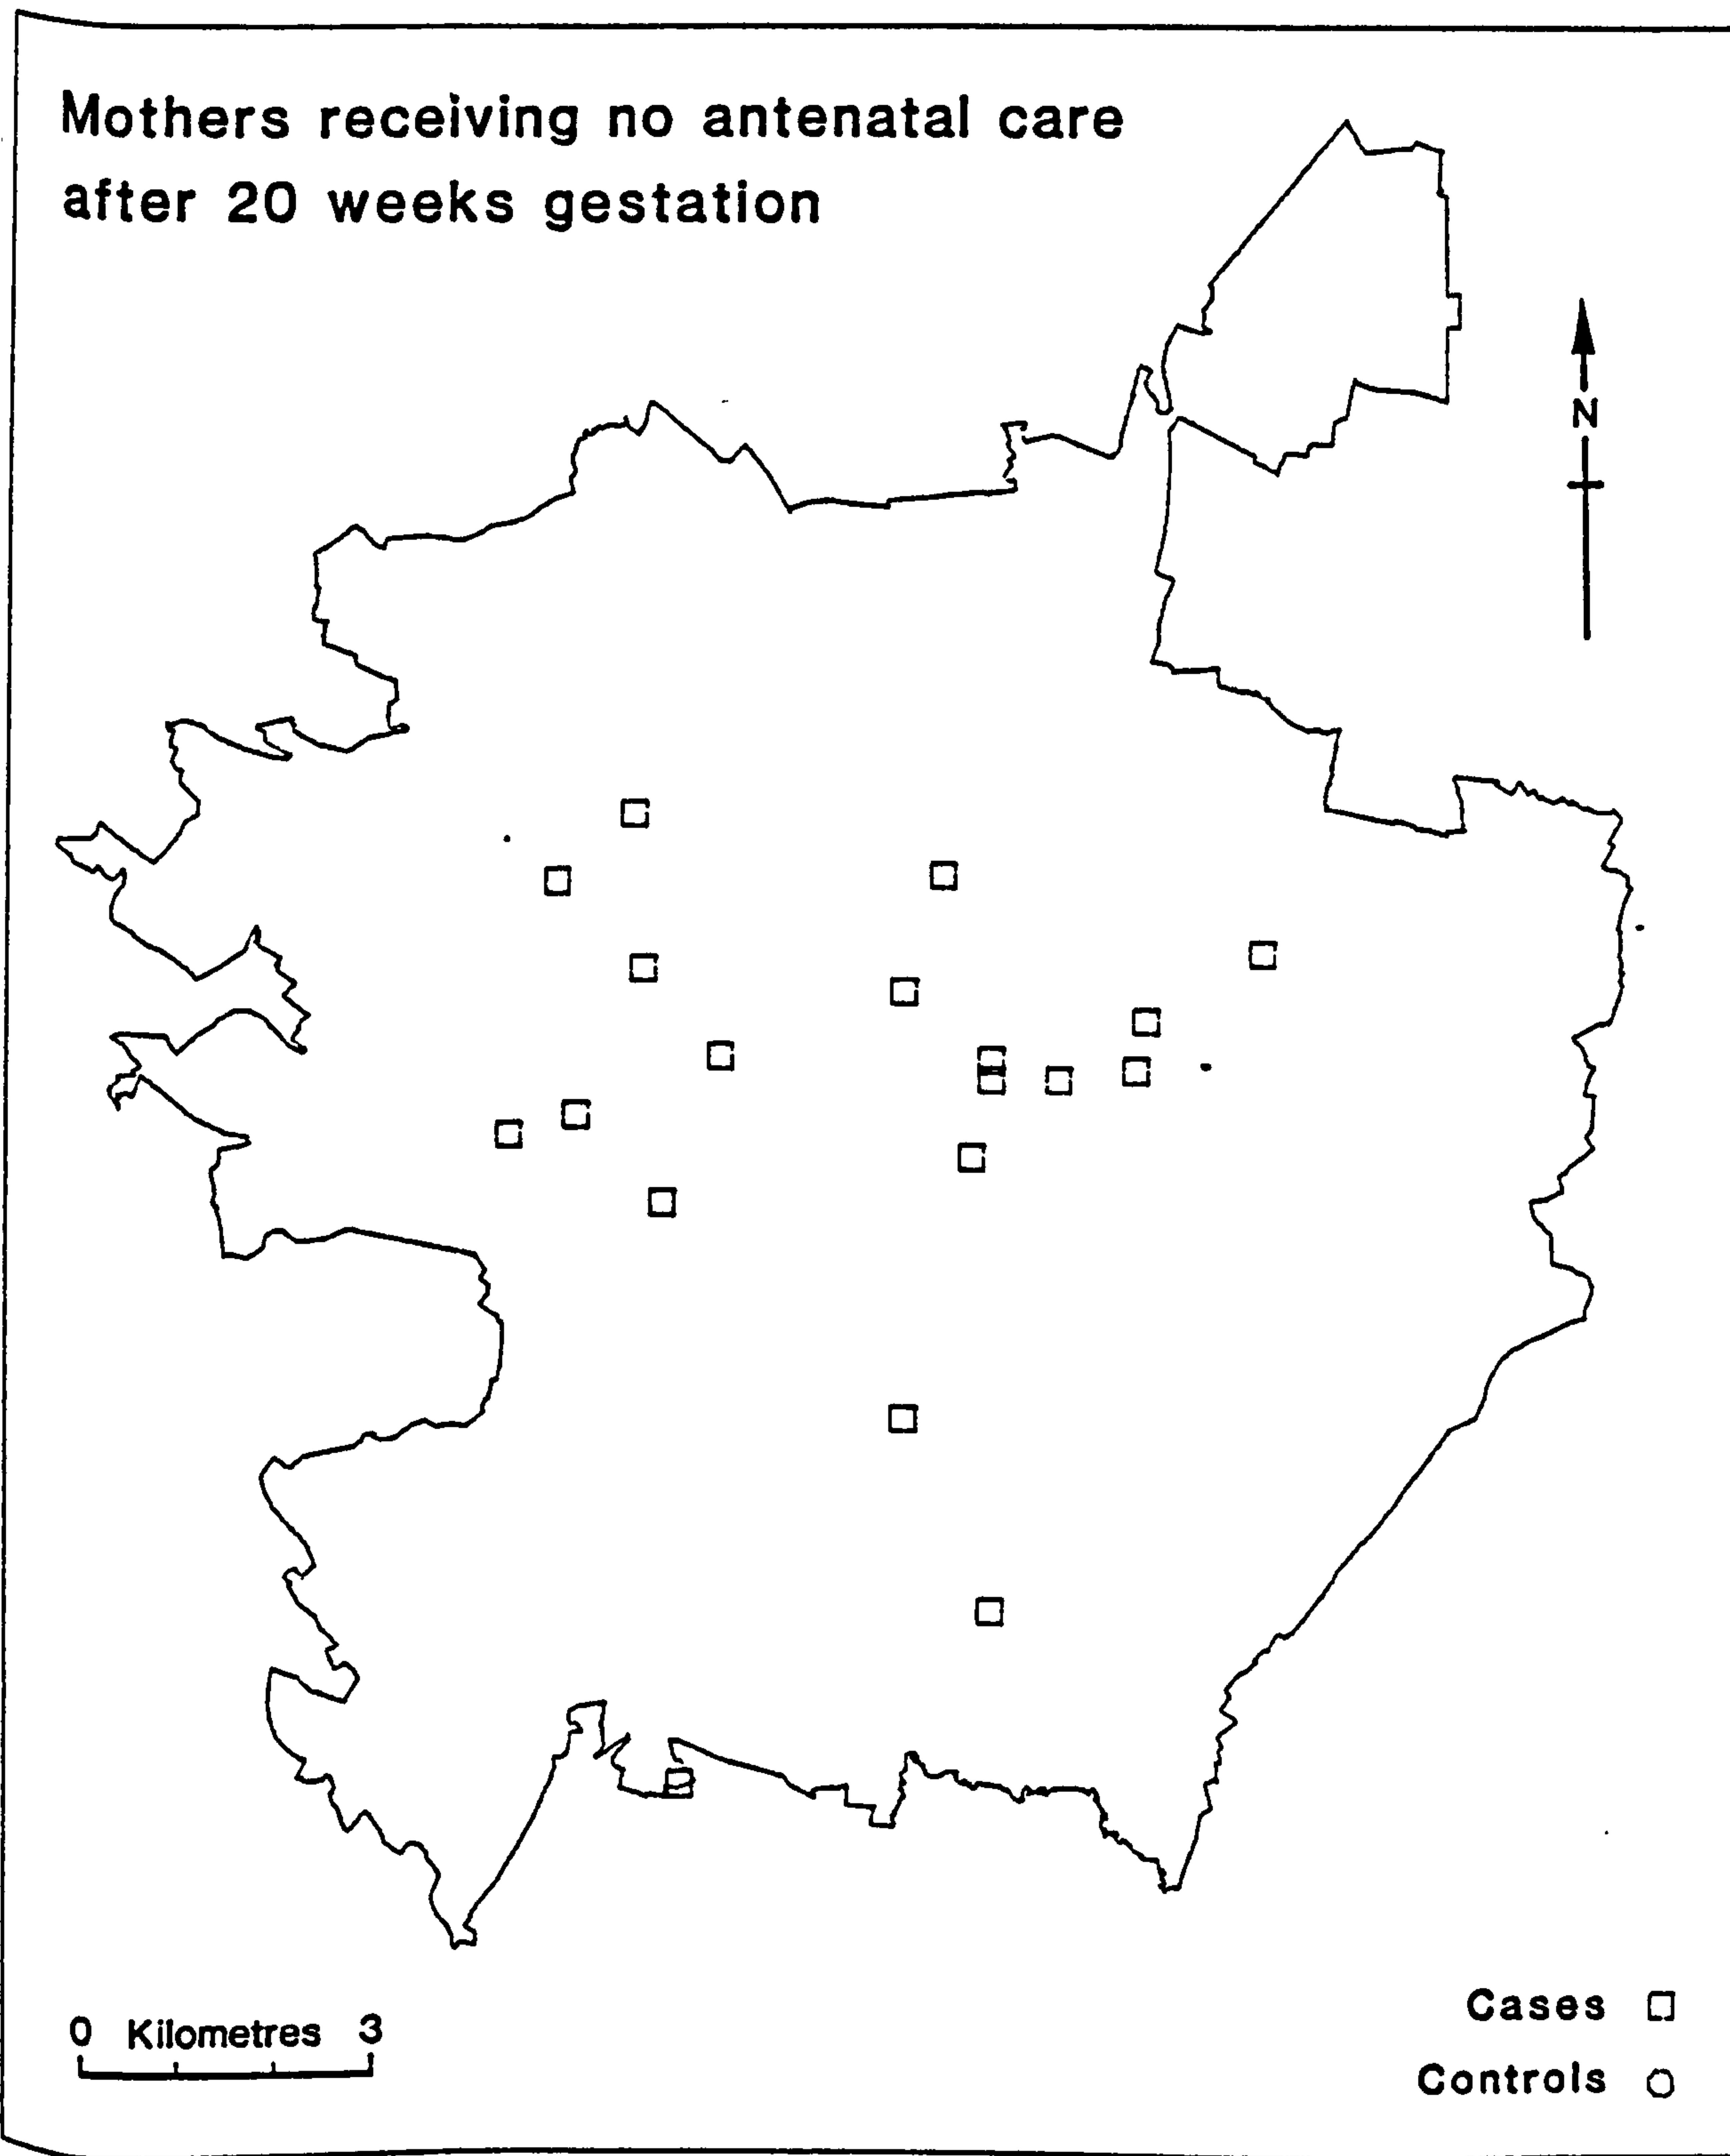 Mothers receiving no antenatal care
after 20 weeks gestation
N
0 Kilometres 3
Cases
Controls